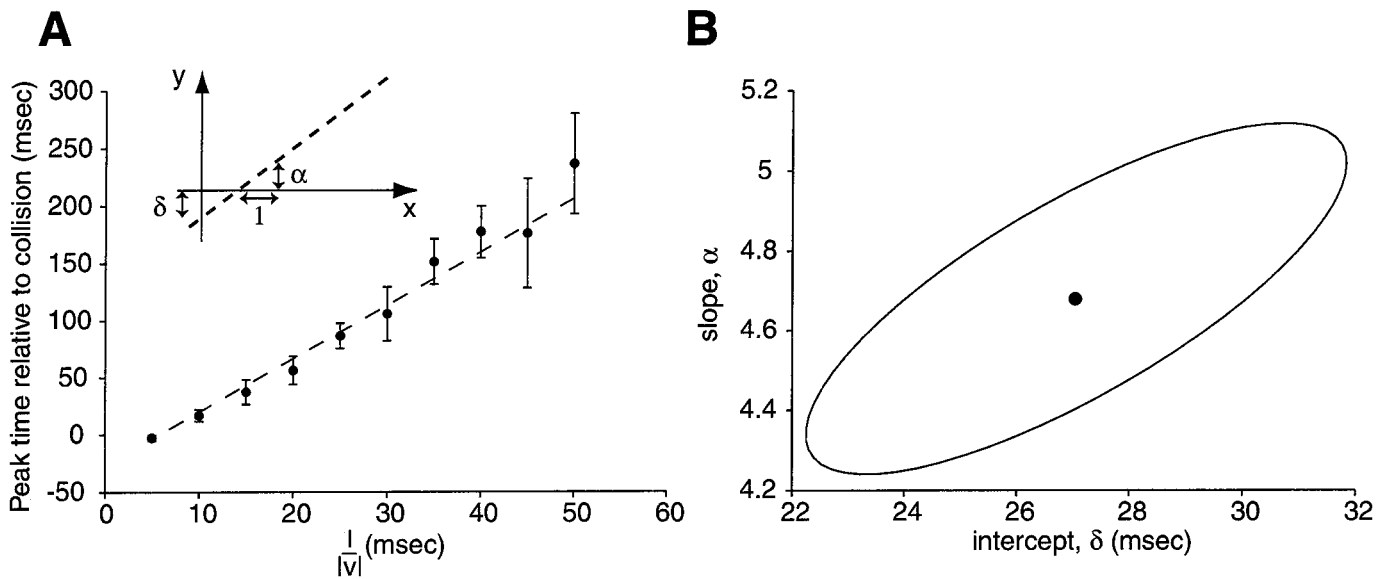 A
B
Peak time relative to collision (msec)
300
250
200
150
100
50
0
-50
0 10 20 30 40 50 60
l
|v| (msec)
y
x
δ
α
1
slope, α
5.2
5
4.8
4.6
4.4
4.2
22 24 26 28 30 32
intercept, δ (msec)